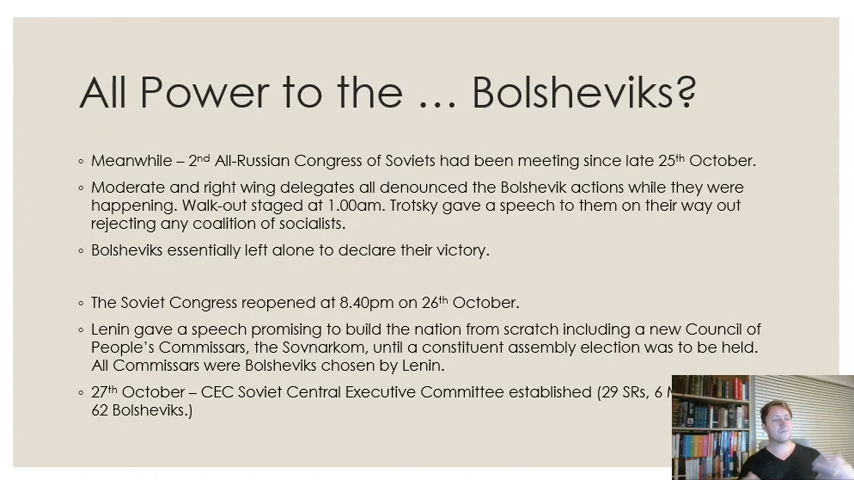 All Power to the … Bolsheviks?
◦ Meanwhile – 2nd All-Russian Congress of Soviets had been meeting since late 25th October.
◦ Moderate and right wing delegates all denounced the Bolshevik actions while they were
happening. Walk-out staged at 1.00am. Trotsky gave a speech to them on their way out
rejecting any coalition of socialists.
◦ Bolsheviks essentially left alone to declare their victory.
◦ The Soviet Congress reopened at 8.40pm on 26th October.
◦ Lenin gave a speech promising to build the nation from scratch including a new Council of
People's Commissars, the Sovnarkom, until a constituent assembly election was to be held.
All Commissars were Bolsheviks chosen by Lenin.
◦ 27th October – CEC Soviet Central Executive Committee established (29 SRs, 6
62 Bolsheviks.)